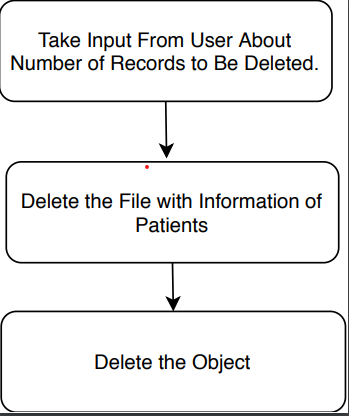 Take Input From User About
Number of Records to Be Deleted.
Delete the File with Information of
Patients
Delete the Object